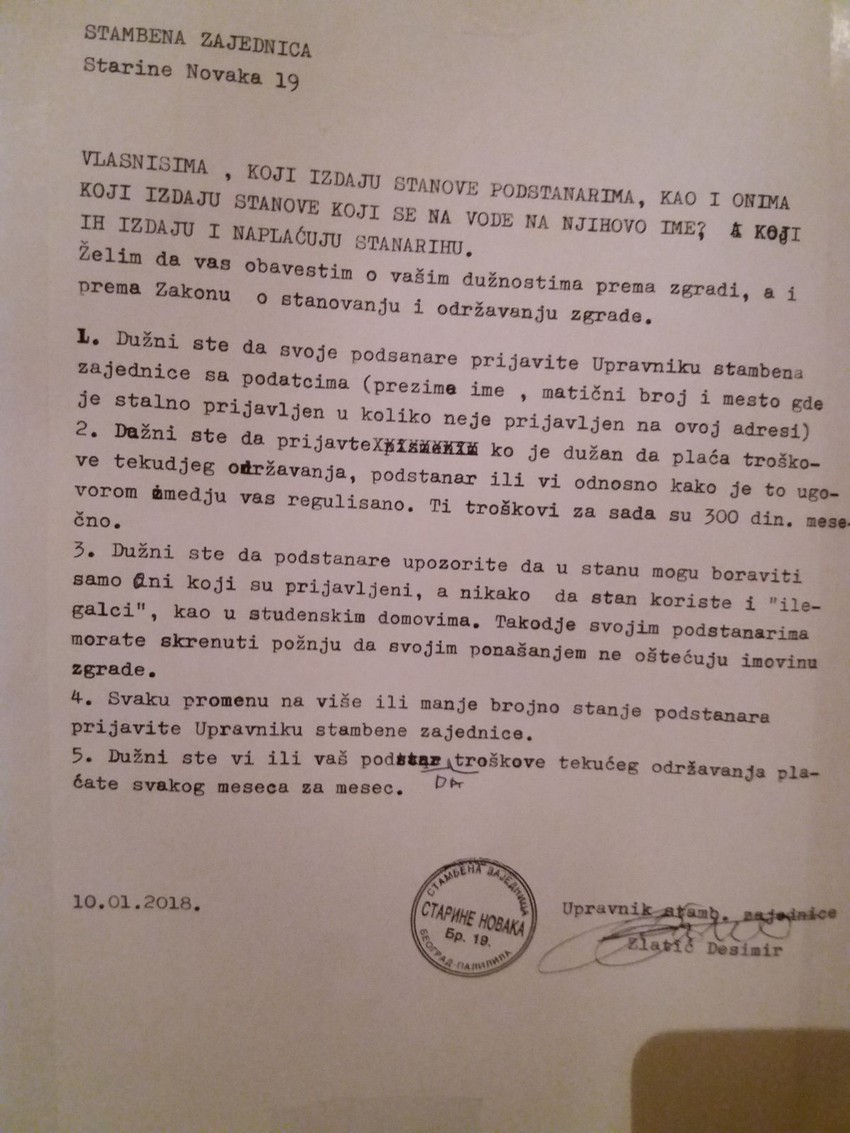 STAMBENA ZAJEDNICA
Starine Novaka 19
VLASNISIMA , KOJI IZDAJU STANOVE PODSTANARIMA, KAO I ONIMA
KOJI IZDAJU STANOVE KOJI SE NA VODE NA NJIHOVO IME? A KOJI
IH IZDAJU I NAPLAĆUJU STANARIHU.
Želim da vas obavestim o vašim dužnostima prema zgradi, a i
prema Zakonu o stanovanju i održavanju zgrade.
1. Dužni ste da svoje podsanare prijavite Upravniku stambena
zajednice sa podatcima (prezime ime , matični broj i mesto gde
je stalno prijavljen u koliko neje prijavljen na ovoj adresi)
2. Dužni ste da prijavte ko je dužan da plaća troško-
ve tekudjeg održavanja, podstanar ili vi odnosno kako je to ugo-
vorom imedju vas regulisano. Ti troškovi za sada su 300 din. mese-
čno.
3. Dužni ste da podstanare upozorite da u stanu mogu boraviti
samo oni koji su prijavljeni, a nikako da stan koriste i "ile-
galci", kao u studenskim domovima. Takodje svojim podstanarima
morate skrenuti požnju da svojim ponašanjem ne oštećuju imovinu
zgrade.
4. Svaku promenu na više ili manje brojno stanje podstanara
prijavite Upravniku stambene zajednice.
5. Dužni ste vi ili vaš podstnar troškove tekućeg održavanja pla-
DA
ćate svakog meseca za mesec.
10.01.2018.
СТАМБЕНА ЗАЈЕДНИЦА
СТАРИНЕ НОВАКА
Бр. 19.
БЕОГРАД-ПАЛИЛУЛА
Upravnik stamb. zajednice
Zlatić Desimir